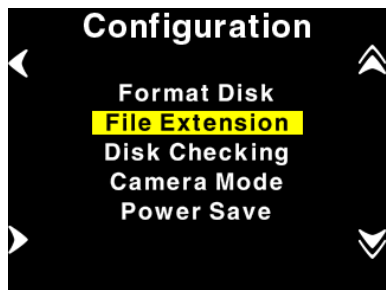 Configuration
Format Disk
File Extension
Disk Checking
Camera Mode
Power Save